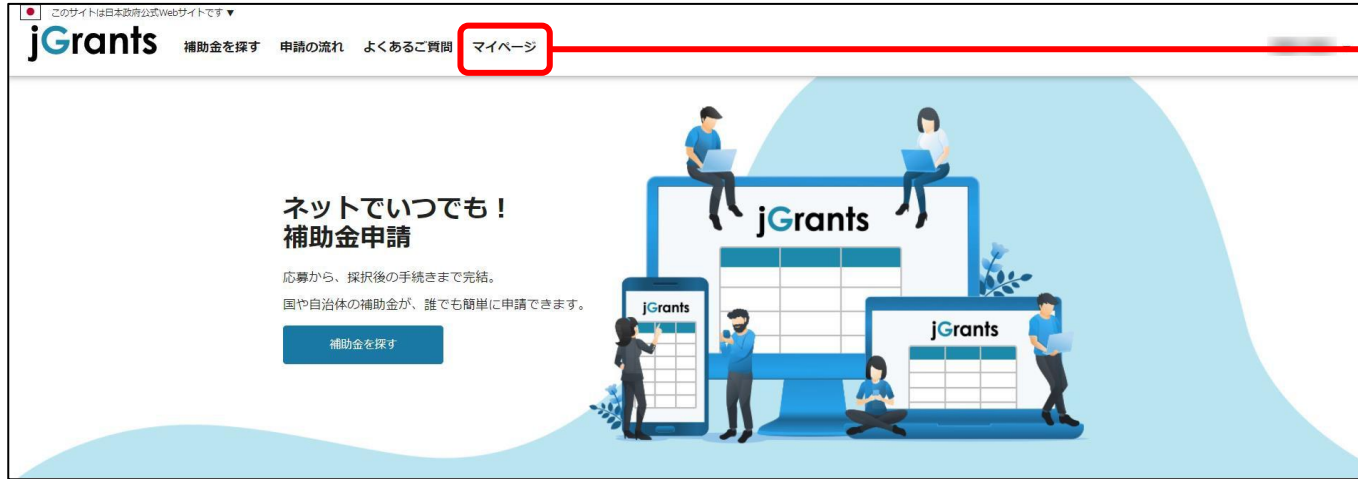 このサイトは日本政府公式Webサイトです ▼
jGrants 補助金を探す 申請の流れ よくあるご質問 マイページ
ネットでいつでも！
補助金申請
応募から、採択後の手続きまで完結。
国や自治体の補助金が、誰でも簡単に申請できます。
補助金を探す
jGrants
jGrants
jGrants